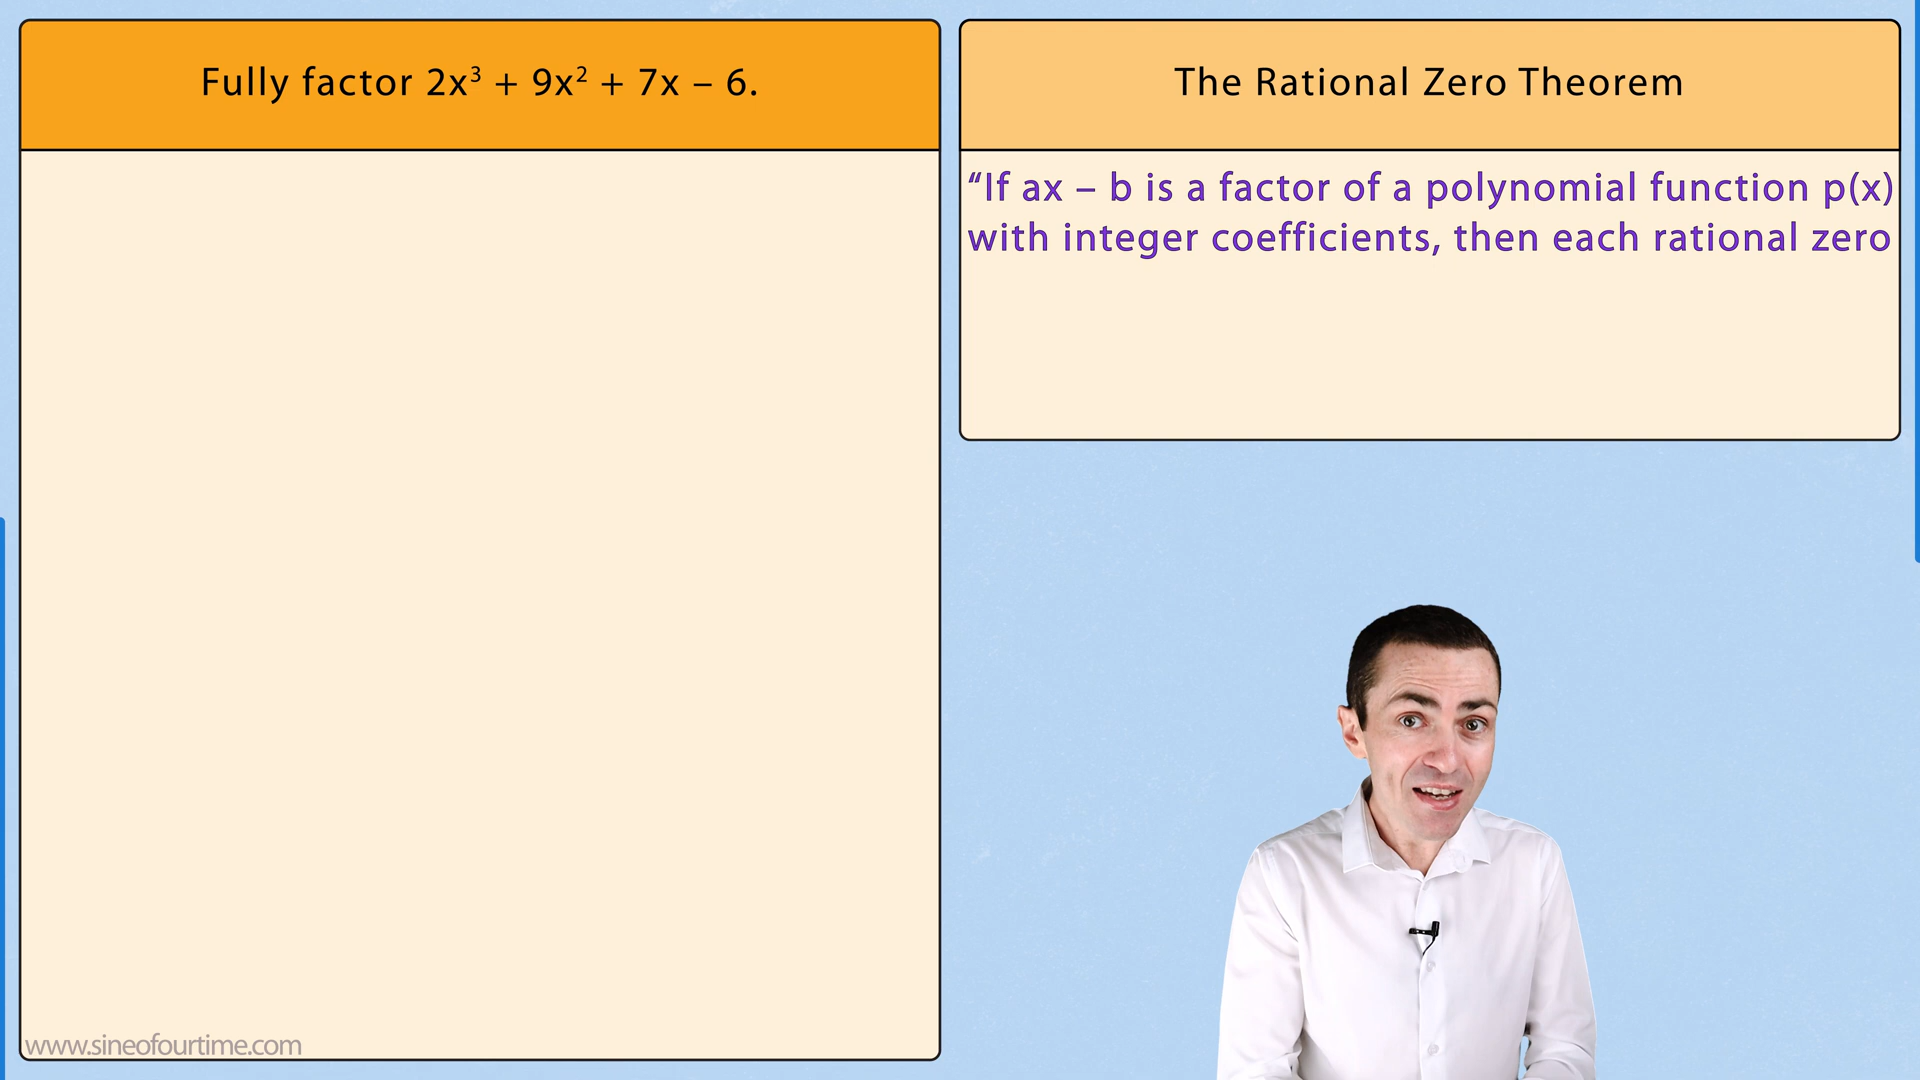 Fully factor 2x³ + 9x² + 7x – 6.
The Rational Zero Theorem
“If ax – b is a factor of a polynomial function p(x)
with integer coefficients, then each rational zero
www.sineofourtime.com